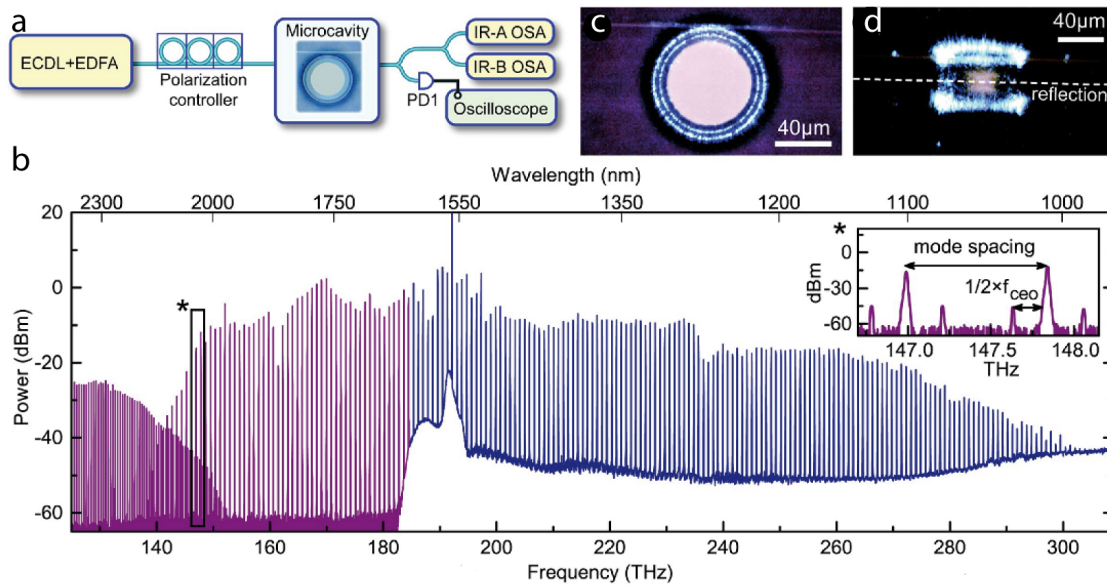 a
ECDL+EDFA
Polarization
controller
Microcavity
IR-A OSA
IR-B OSA
PD1
Oscilloscope
c
40μm
d
40μm
reflection
b
Wavelength (nm)
2300 2000 1750 1550 1350 1200 1100 1000
Power (dBm)
20
0
-20
-40
-60
*
*
dBm
0
-30
-60
mode spacing
1/2×fceo
147.0 147.5 148.0
THz
140 160 180 200 220 240 260 280 300
Frequency (THz)